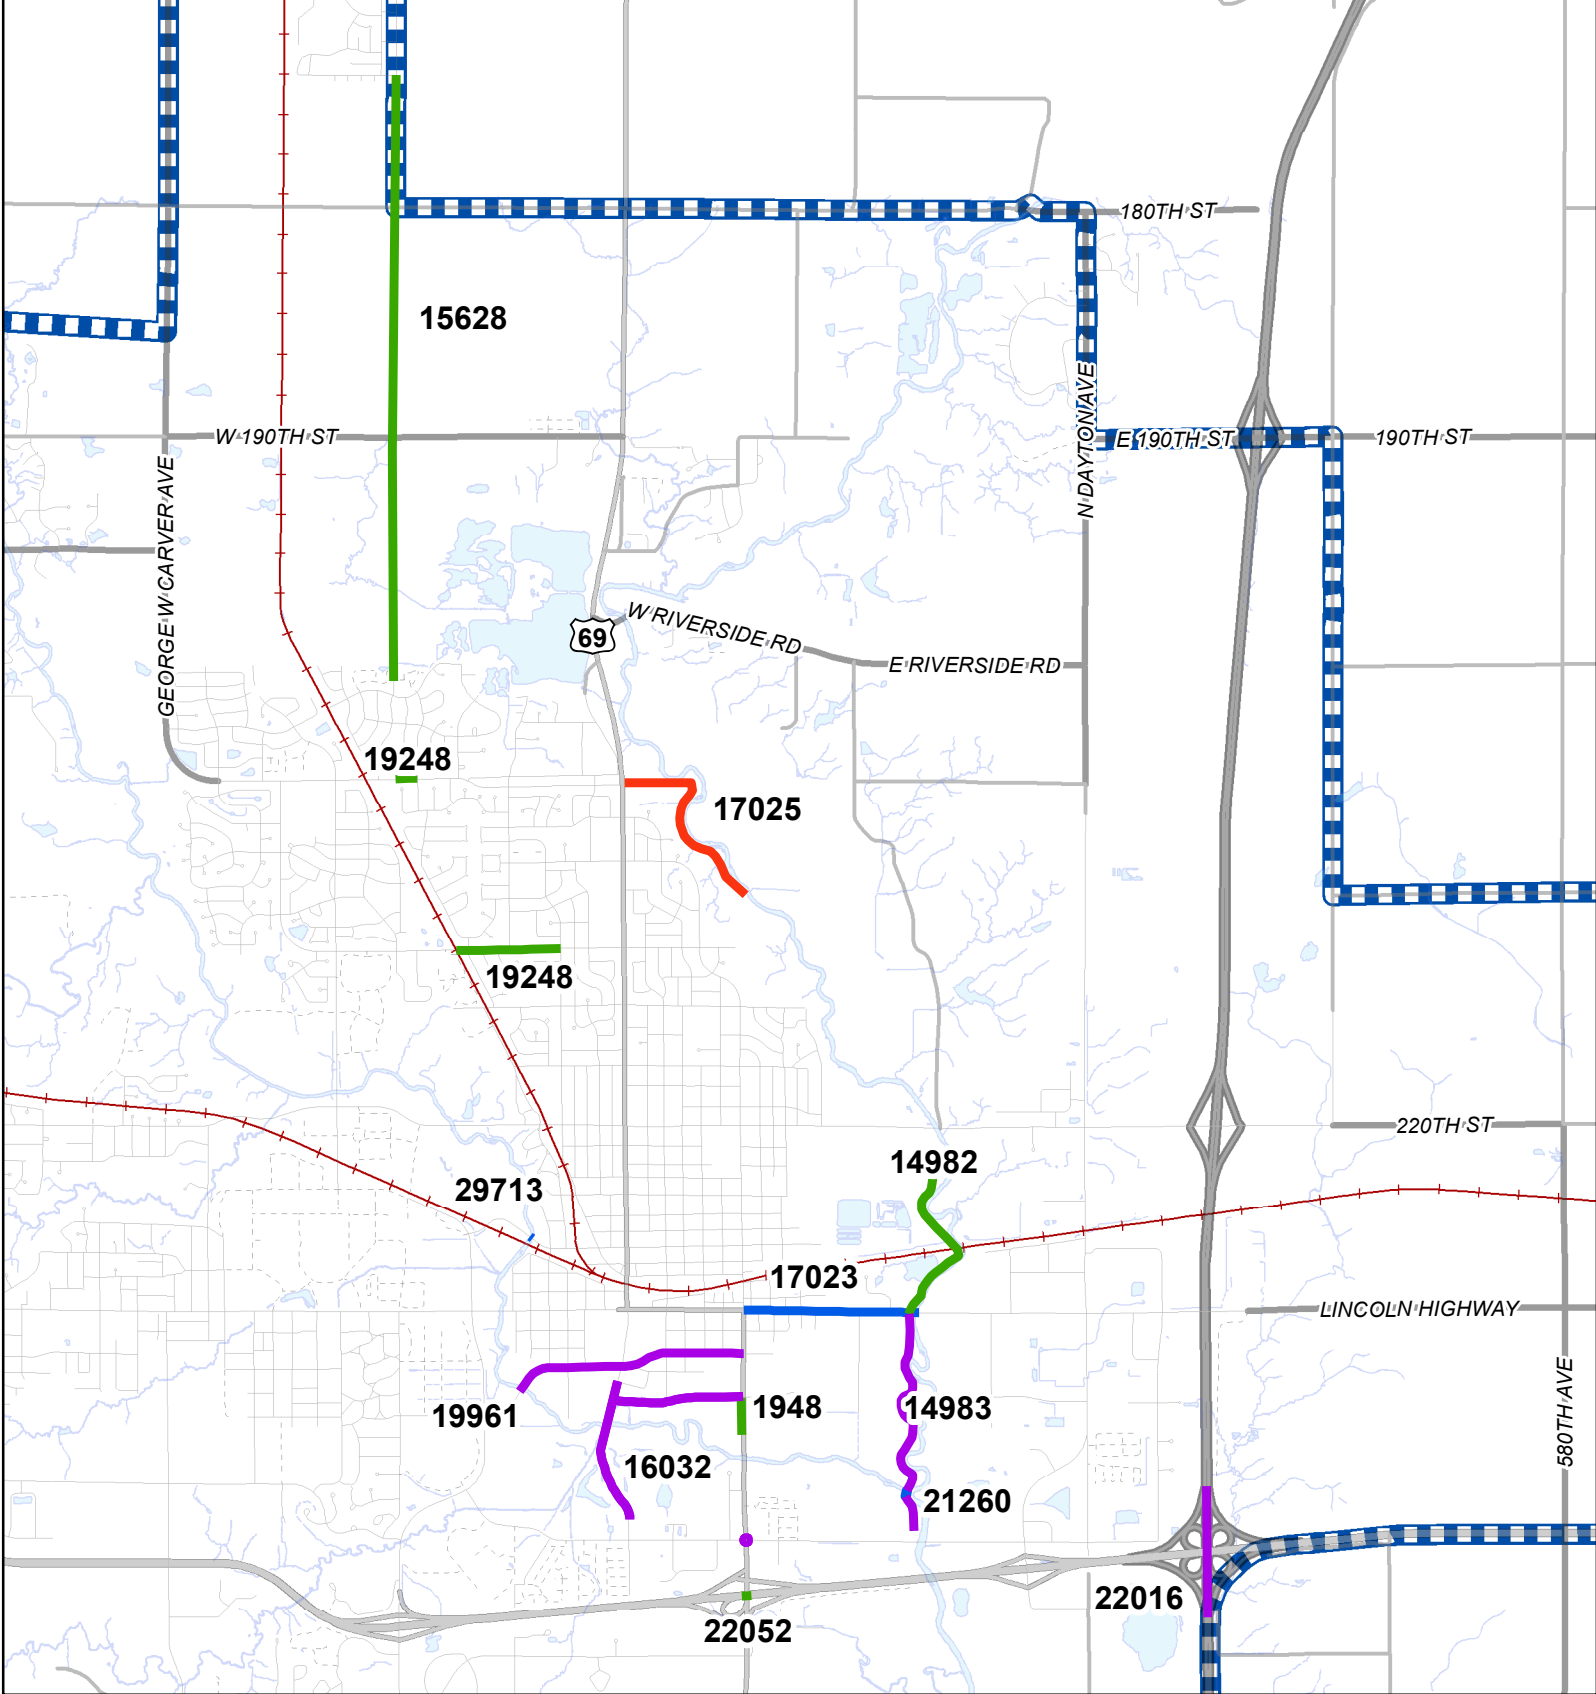 180TH ST
15628
N DAYTON AVE
W 190TH ST
E 190TH ST
190TH ST
GEORGE W CARVER AVE
69
W RIVERSIDE RD
E RIVERSIDE RD
19248
17025
19248
220TH ST
14982
29713
17023
LINCOLN HIGHWAY
580TH AVE
19961
1948
14983
16032
21260
22016
22052